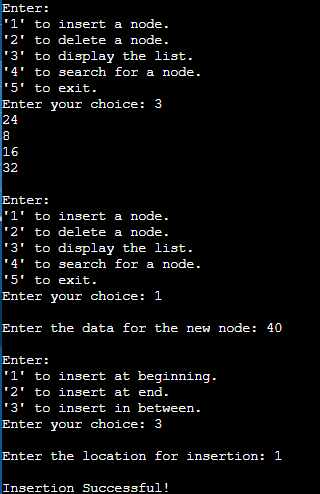 Enter:
'1' to insert a node.
'2' to delete a node.
'3' to display the list.
'4' to search for a node.
'5' to exit.
Enter your choice: 3
24
8
16
32
Enter:
'1' to insert a node.
'2' to delete a node.
'3' to display the list.
'4' to search for a node.
'5' to exit.
Enter your choice: 1
Enter the data for the new node: 40
Enter:
'1' to insert at beginning.
'2' to insert at end.
'3' to insert in between.
Enter your choice: 3
Enter the location for insertion: 1
Insertion Successful!